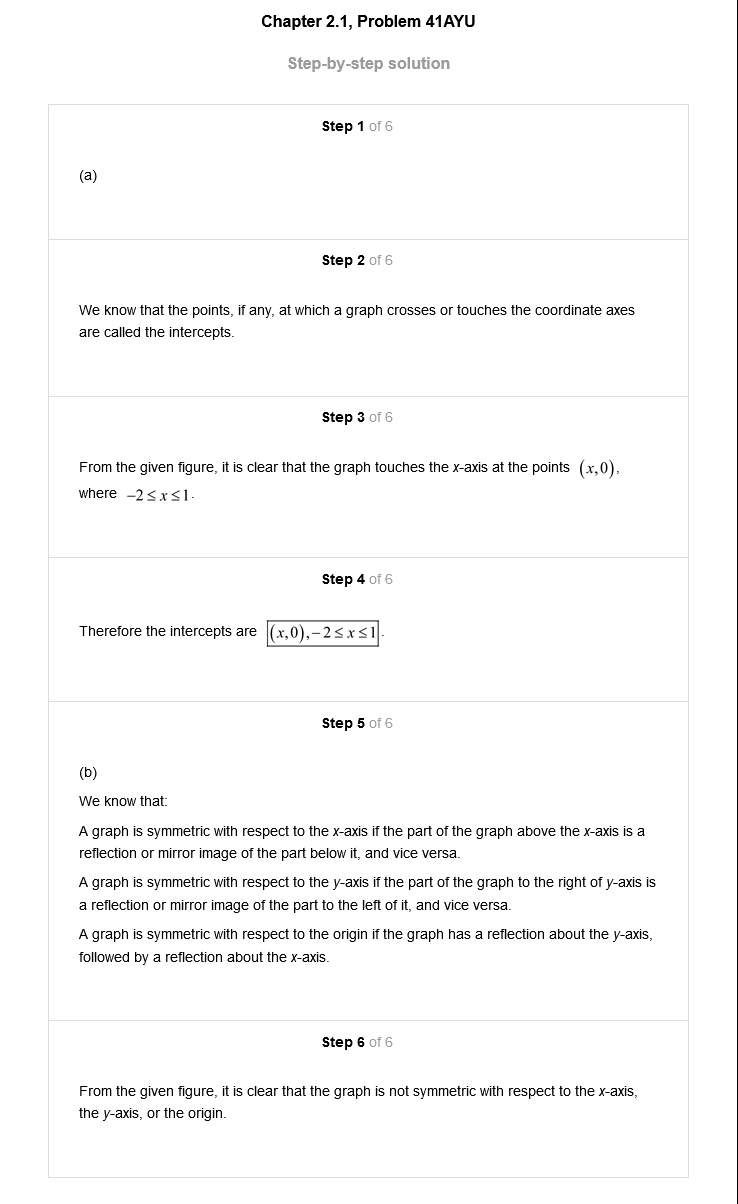 Chapter 2.1, Problem 41AYU
Step-by-step solution
Step 1 of 6
(a)
Step 2 of 6
We know that the points, if any, at which a graph crosses or touches the coordinate axes
are called the intercepts.
Step 3 of 6
From the given figure, it is clear that the graph touches the x-axis at the points (x,0),
where −2≤x≤1.
Step 4 of 6
Therefore the intercepts are (x,0),−2≤x≤1.
Step 5 of 6
(b)
We know that:
A graph is symmetric with respect to the x-axis if the part of the graph above the x-axis is a
reflection or mirror image of the part below it, and vice versa.
A graph is symmetric with respect to the y-axis if the part of the graph to the right of y-axis is
a reflection or mirror image of the part to the left of it, and vice versa.
A graph is symmetric with respect to the origin if the graph has a reflection about the y-axis,
followed by a reflection about the x-axis.
Step 6 of 6
From the given figure, it is clear that the graph is not symmetric with respect to the x-axis,
the y-axis, or the origin.